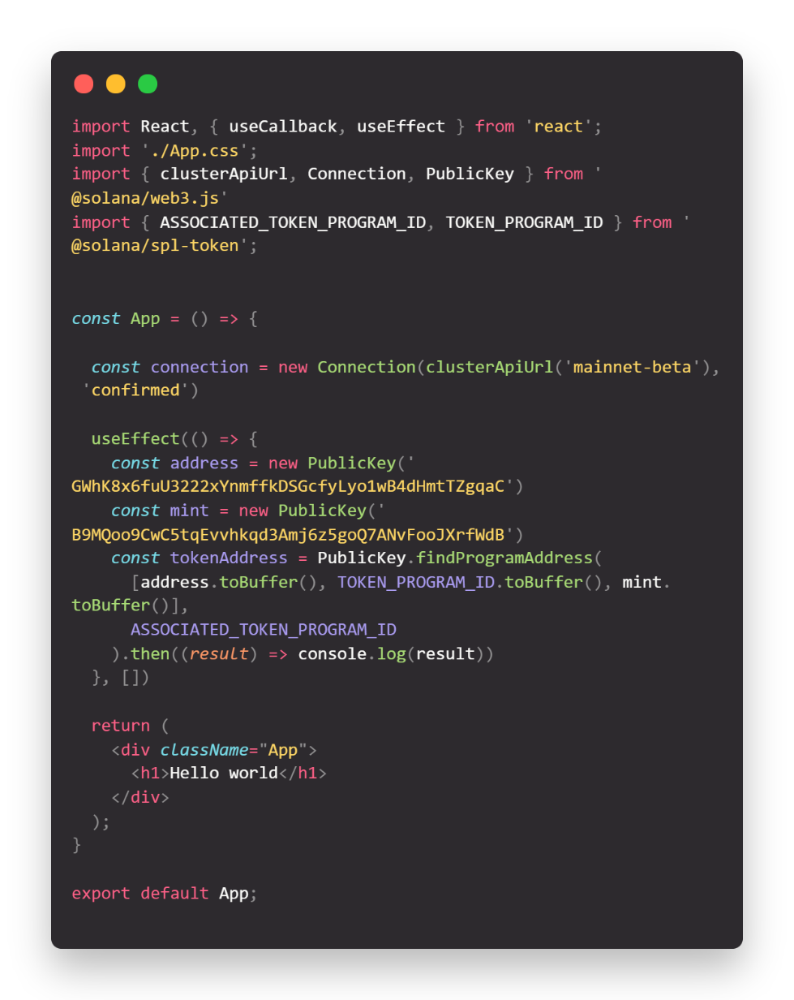 import React, { useCallback, useEffect } from 'react';
import './App.css';
import { clusterApiUrl, Connection, PublicKey } from '
@solana/web3.js'
import { ASSOCIATED_TOKEN_PROGRAM_ID, TOKEN_PROGRAM_ID } from '
@solana/spl-token';
const App = () => {
const connection = new Connection(clusterApiUrl('mainnet-beta'),
'confirmed')
useEffect(() => {
const address = new PublicKey('
GWhK8x6fuU3222xYnmffkDSGcfyLyo1wB4dHmtTZgqaC')
const mint = new PublicKey('
B9MQoo9CwC5tqEvvhkqd3Amj6z5goQ7ANvFooJXrfWdB')
const tokenAddress = PublicKey.findProgramAddress(
[address.toBuffer(), TOKEN_PROGRAM_ID.toBuffer(), mint.
toBuffer()],
ASSOCIATED_TOKEN_PROGRAM_ID
).then((result) => console.log(result))
}, [])
return (
<div className="App">
<h1>Hello world</h1>
</div>
);
}
export default App;